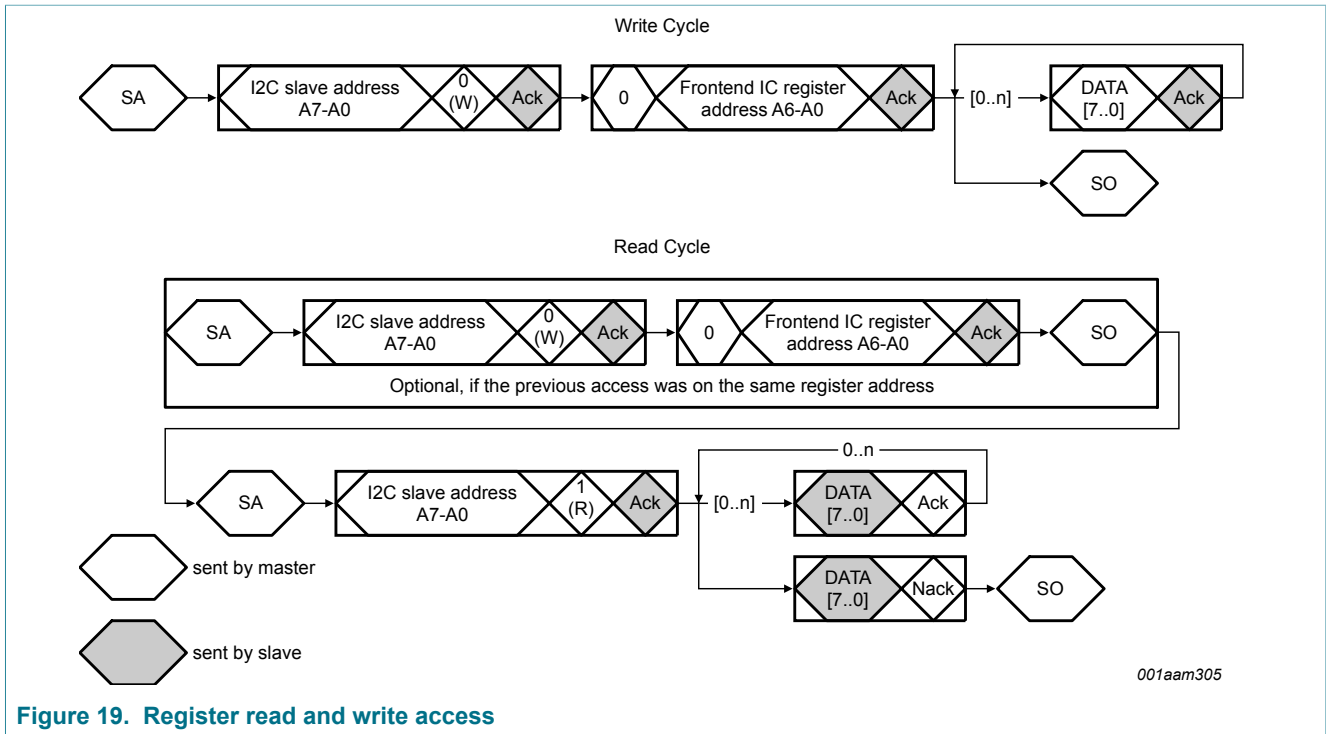 Write Cycle
SA
I2C slave address
A7-A0
0
(W)
Ack
0
Frontend IC register
address A6-A0
Ack
[0..n]
DATA
[7..0]
Ack
SO
Read Cycle
SA
I2C slave address
A7-A0
0
(W)
Ack
0
Frontend IC register
address A6-A0
Ack
SO
Optional, if the previous access was on the same register address
0..n
SA
I2C slave address
A7-A0
1
(R)
Ack
[0..n]
DATA
[7..0]
Ack
DATA
[7..0]
Nack
SO
sent by master
sent by slave
001aam305
Figure 19. Register read and write access